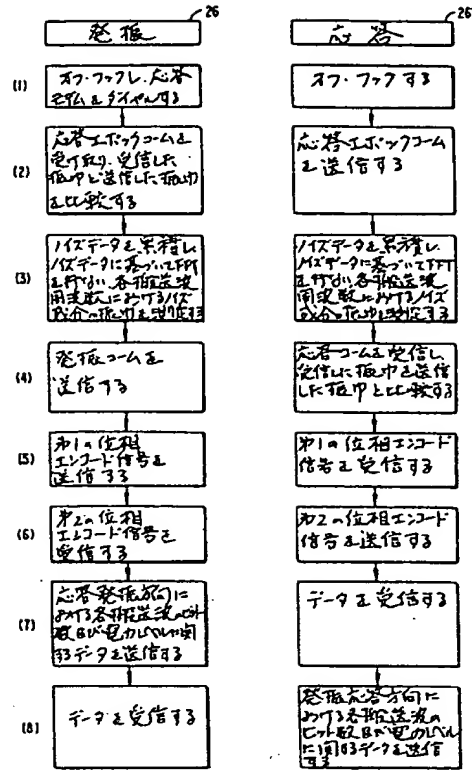 26
発振
26
応答
(1)
オフ・フックし、応答
モデムをダイヤルする
オフ・フックする
(2)
応答エポックコームを
受け取り、受信した
振巾と送信した振巾
を比較する
応答エポックコーム
を送信する
(3)
ノイズデータを累積し
ノイズデータに基づいてFFT
を行ない各搬送波
周波数におけるノイズ
成分の振巾を測定する
ノイズデータを累積し
ノイズデータに基づいてFFT
を行ない各搬送波
周波数におけるノイズ
成分の振巾を測定する
(4)
発振コームを
送信する
応答コームを受信し
受信した振巾を送信
した振巾と比較する
(5)
第1の位相
エンコード信号を
送信する
第1の位相エンコード
信号を受信する
(6)
第2の位相
エンコード信号を
受信する
第2の位相エンコード
信号を送信する
(7)
応答発振方向に
おける各搬送波のビット
数及び電力レベルに関
するデータを送信する
データを受信する
(8)
データを受信する
発振応答方向に
おける各搬送波の
ビット数及び電力レベル
に関するデータを送信
する